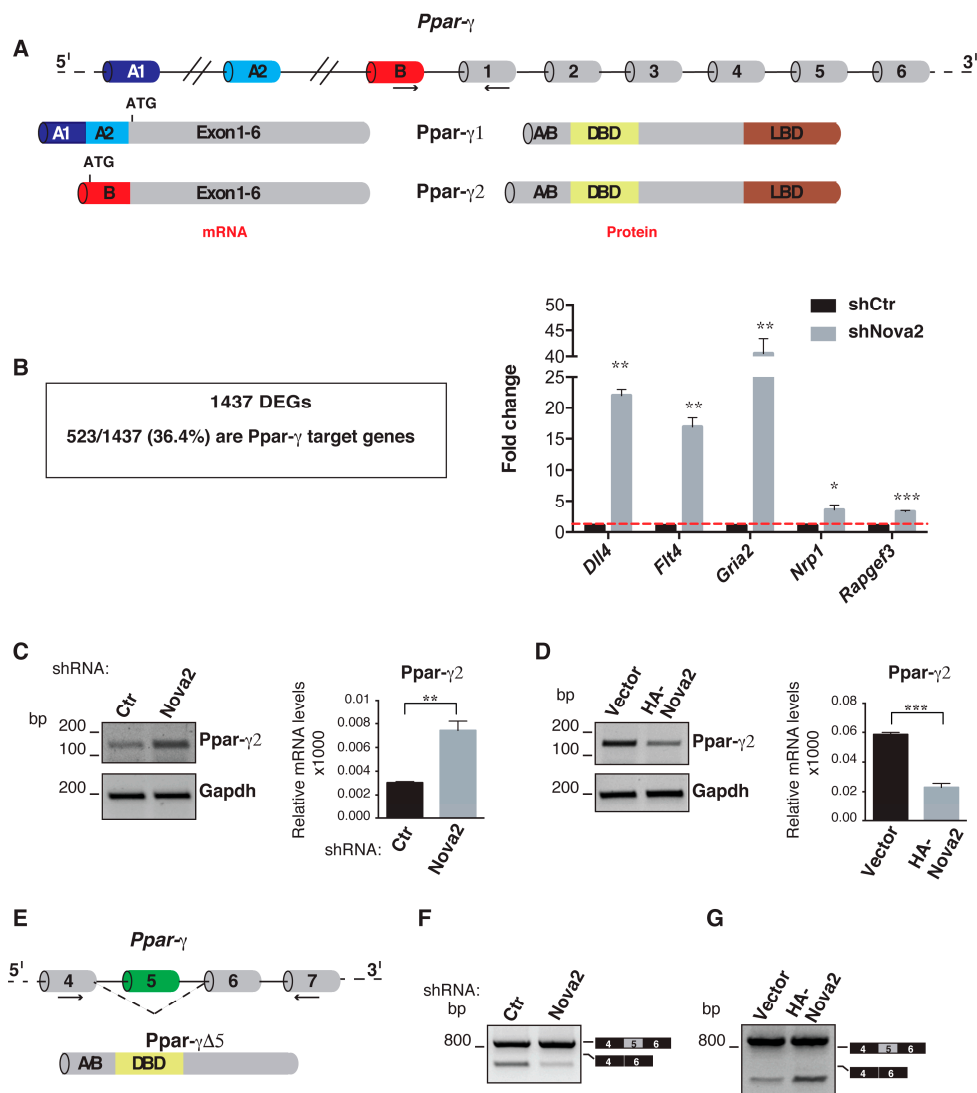 Ppar-γ
A
5' A1 A2 B 1 2 3 4 5 6 3'
ATG
A1 A2 Exon1-6
Ppar-γ1
A/B DBD LBD
ATG
B Exon1-6
Ppar-γ2
A/B DBD LBD
mRNA
Protein
B
1437 DEGs
523/1437 (36.4%) are Ppar-γ target genes
shCtr
shNova2
Fold change
50
45
40
25
20
15
10
5
0
** ** ** * ***
Dll4 Flt4 Gria2 Nrp1 Rapgef3
C
shRNA:
Ctr Nova2
bp
200
100
Ppar-γ2
200
Gapdh
Ppar-γ2
Relative mRNA levels
x1000
0.01
0.008
0.006
0.004
0.002
0.000
**
shRNA:
Ctr Nova2
D
Vector HA-Nova2
bp
200
100
Ppar-γ2
200
Gapdh
Ppar-γ2
Relative mRNA levels
x1000
0.08
0.06
0.04
0.02
0.00
***
Vector HA-Nova2
E
Ppar-γ
5' 4 5 6 7 3'
Ppar-γΔ5
A/B DBD
F
shRNA:
Ctr Nova2
bp
800
4 5 6
4 6
G
Vector HA-Nova2
bp
800
4 5 6
4 6